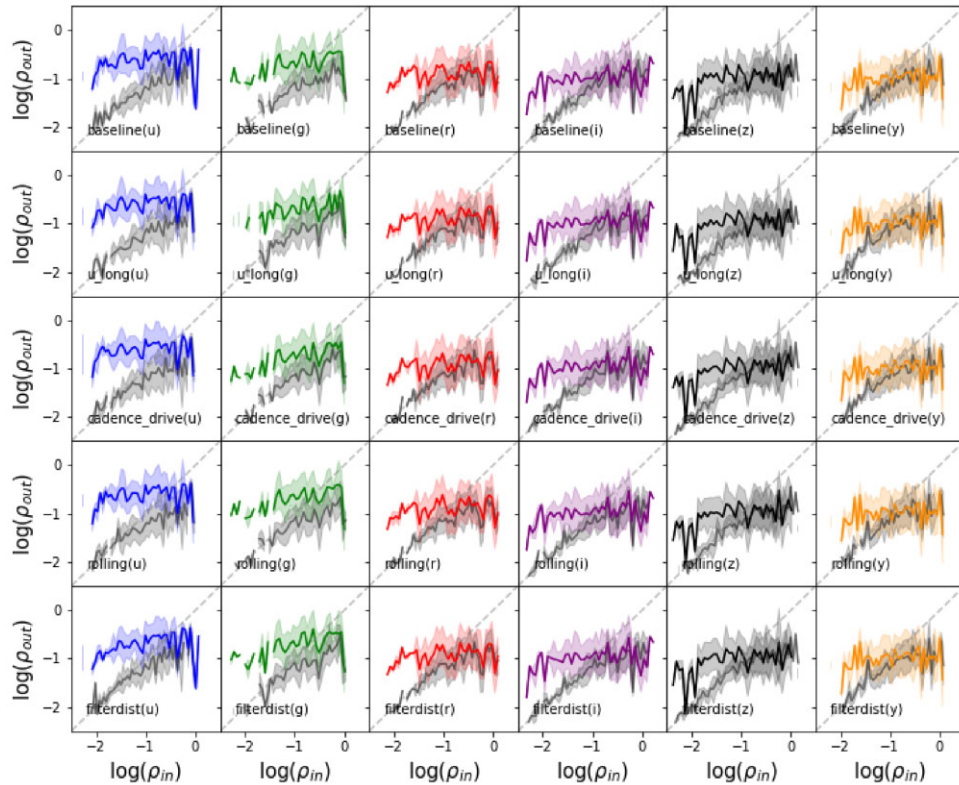 0
log(ρout)
−1
−2
baseline(u) baseline(g) baseline(r) baseline(i) baseline(z) baseline(y)
0
log(ρout)
−1
−2
u_long(u) u_long(g) u_long(r) u_long(i) u_long(z) u_long(y)
0
log(ρout)
−1
−2
cadence_drive(u) cadence_drive(g) cadence_drive(r) cadence_drive(i) cadence_drive(z) cadence_drive(y)
0
log(ρout)
−1
−2
rolling(u) rolling(g) rolling(r) rolling(i) rolling(z) rolling(y)
0
log(ρout)
−1
−2
filterdist(u) filterdist(g) filterdist(r) filterdist(i) filterdist(z) filterdist(y)
−2 −1 0 −2 −1 0 −2 −1 0 −2 −1 0 −2 −1 0 −2 −1 0
log(ρin) log(ρin) log(ρin) log(ρin) log(ρin) log(ρin)